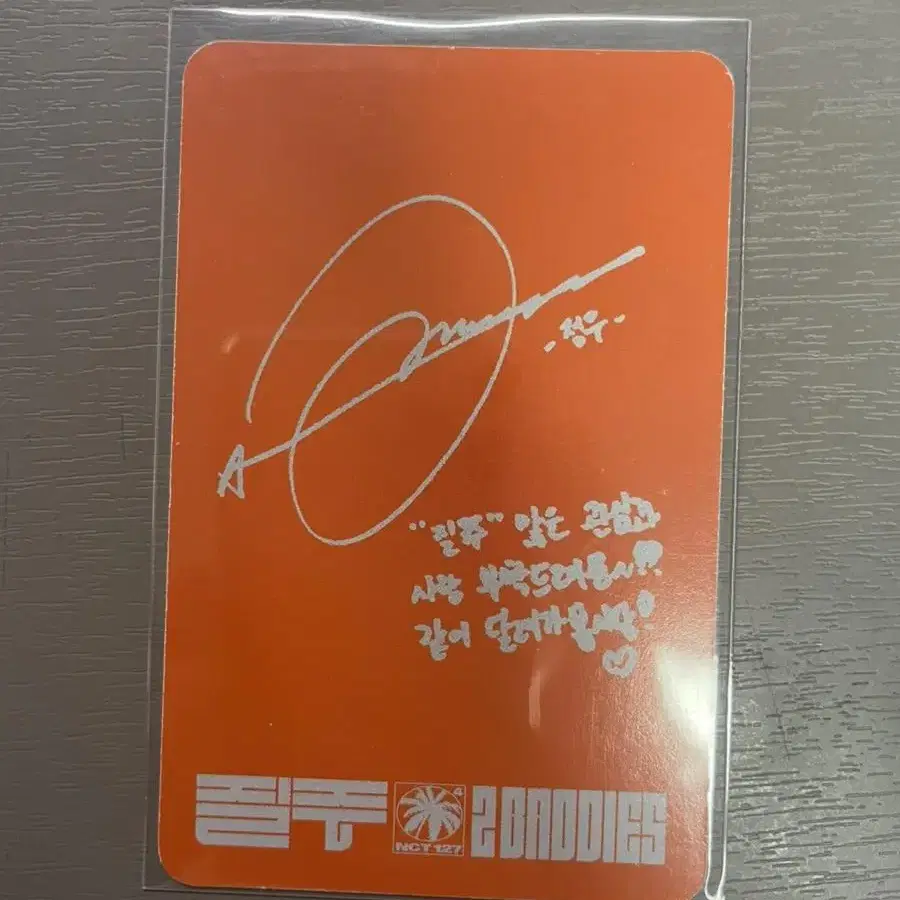 -정우-
"질주" 많은 관심과
사랑 부탁드려용~!!
같이 달려가용
♡
질주 4 NCT 127 2 BADDIES